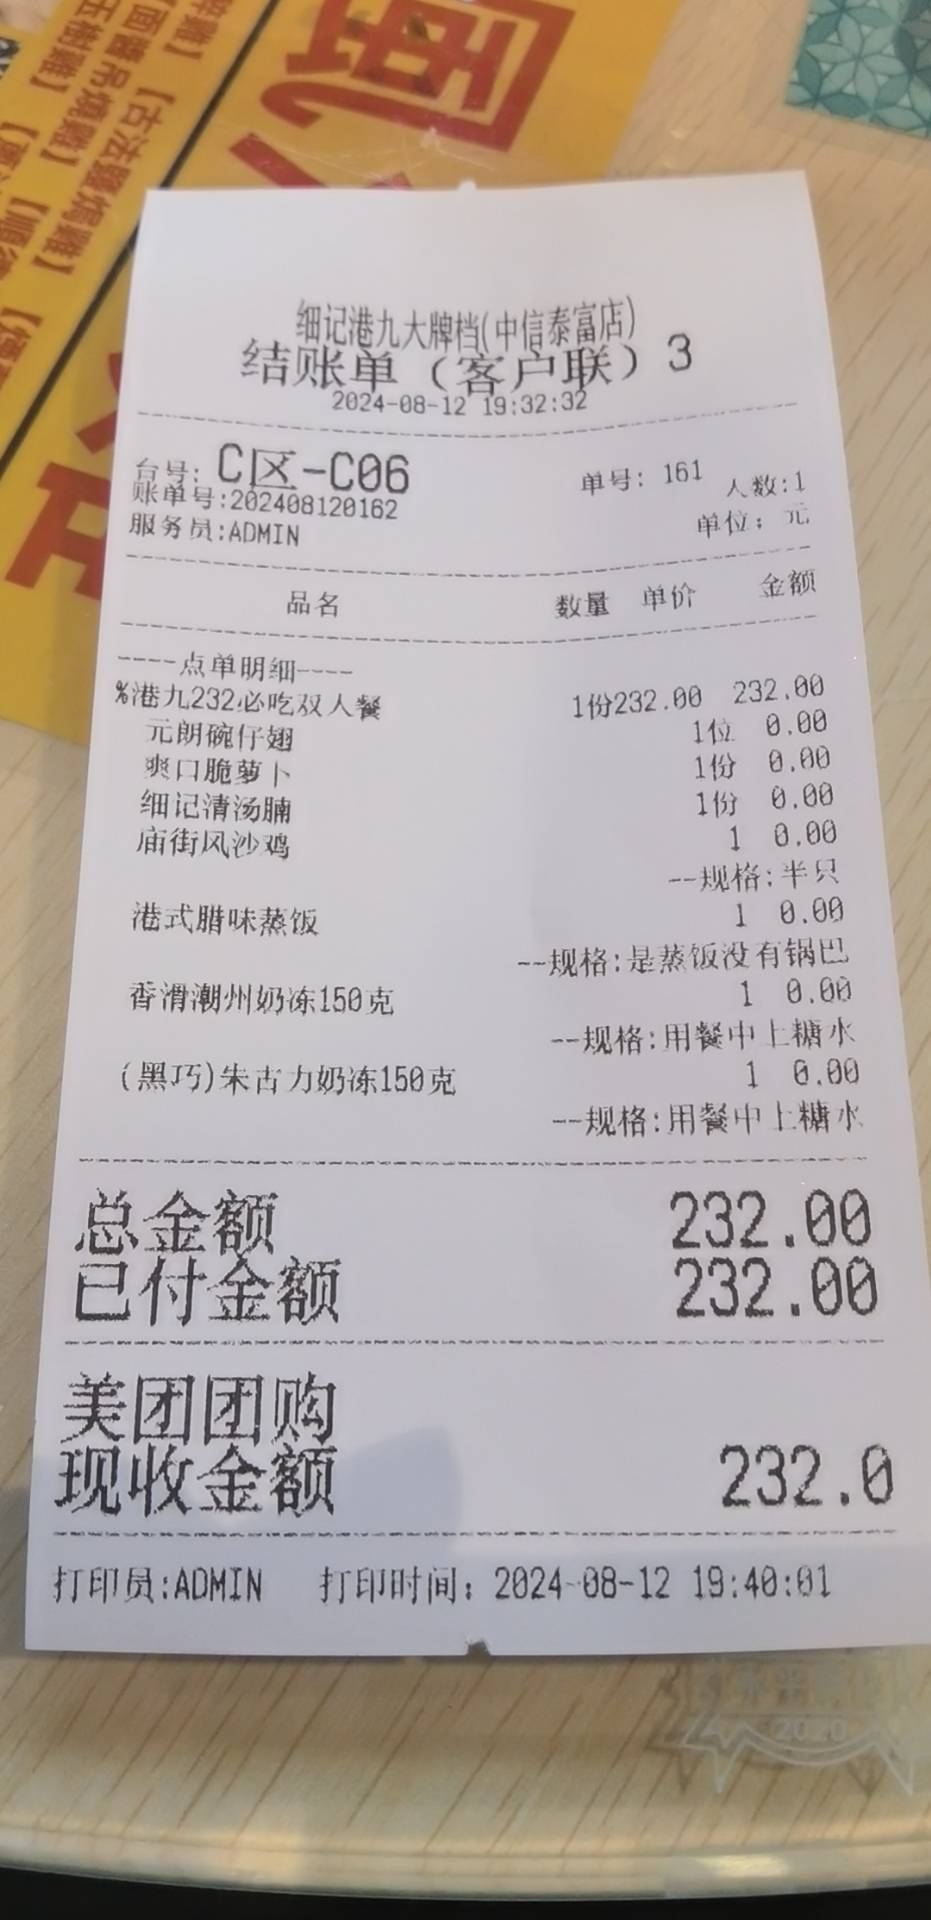 细记港九大牌档(中信泰富店)
结账单（客户联）3
2024-08-12 19:32:32
台号: C区-C06 单号: 161 人数:1
账单号:202408120162
服务员:ADMIN 单位: 元
品名 数量 单价 金额
----点单明细----
%港九232必吃双人餐 1份232.00 232.00
元朗碗仔翅 1位 0.00
爽口脆萝卜 1份 0.00
细记清汤腩 1份 0.00
庙街风沙鸡 1 0.00
--规格:半只
港式腊味蒸饭 1 0.00
--规格:是蒸饭没有锅巴
香滑潮州奶冻150克 1 0.00
--规格:用餐中上糖水
(黑巧)朱古力奶冻150克 1 0.00
--规格:用餐中上糖水
总金额 232.00
已付金额 232.00
美团团购
现收金额 232.0
打印员:ADMIN 打印时间: 2024-08-12 19:40:01
2020